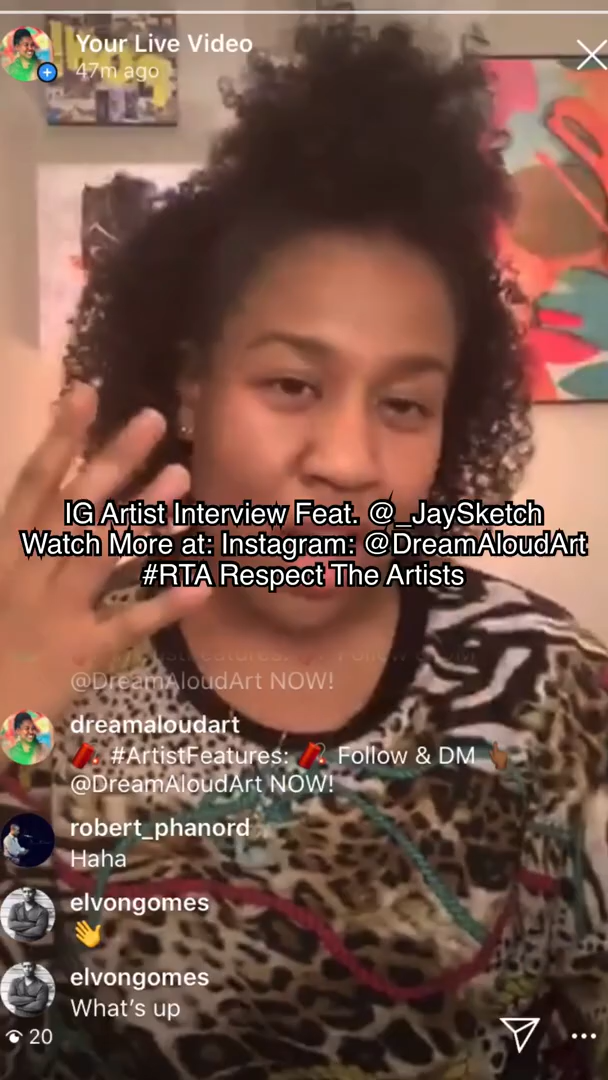 Your Live Video
47m ago
IG Artist Interview Feat. @_JaySketch
Watch More at: Instagram: @DreamAloudArt
#RTA Respect The Artists
@DreamAloudArt NOW!
dreamaloudart
🧨 #ArtistFeatures: 🧨 Follow & DM 👆🏾
@DreamAloudArt NOW!
robert_phanord
Haha
elvongomes
👋
elvongomes
What's up
20